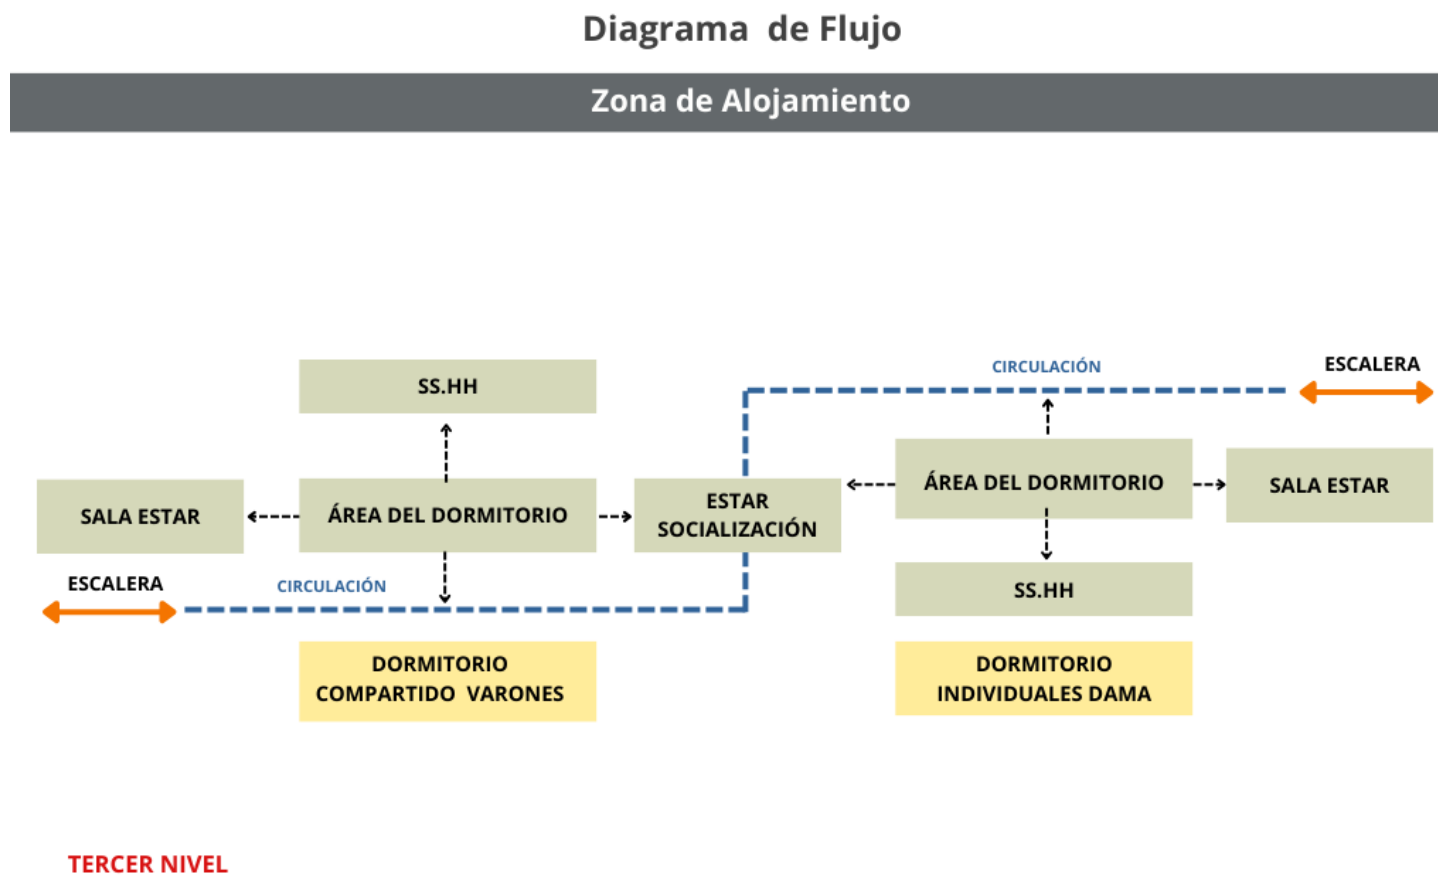 Diagrama de Flujo
Zona de Alojamiento
CIRCULACIÓN
ESCALERA
SS.HH
SALA ESTAR
ÁREA DEL DORMITORIO
ESTAR
SOCIALIZACIÓN
ÁREA DEL DORMITORIO
SALA ESTAR
ESCALERA
CIRCULACIÓN
SS.HH
DORMITORIO
COMPARTIDO VARONES
DORMITORIO
INDIVIDUALES DAMA
TERCER NIVEL